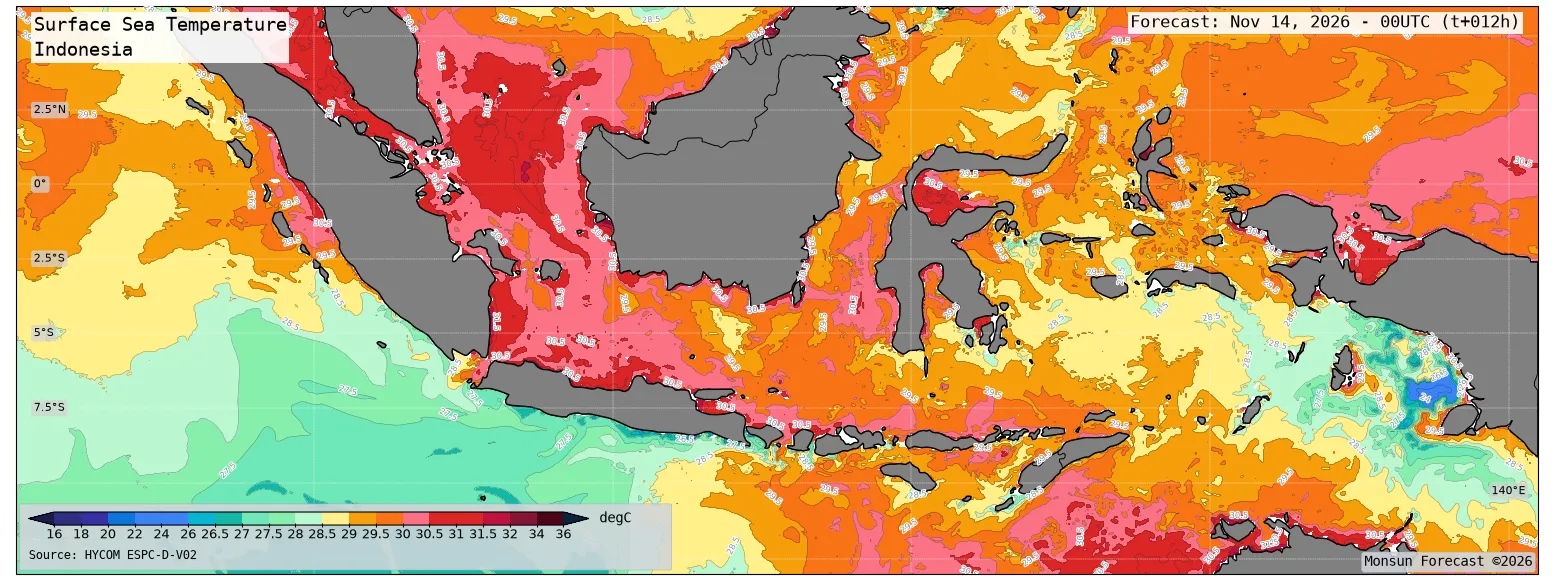 Surface Sea Temperature
Indonesia
Forecast: Nov 14, 2026 - 00UTC (t+012h)
2.5°N
0°
2.5°S
5°S
7.5°S
140°E
16 18 20 22 24 26 26.5 27 27.5 28 28.5 29 29.5 30 30.5 31 31.5 32 34 36
degC
Source: HYCOM ESPC-D-V02
Monsun Forecast ©2026